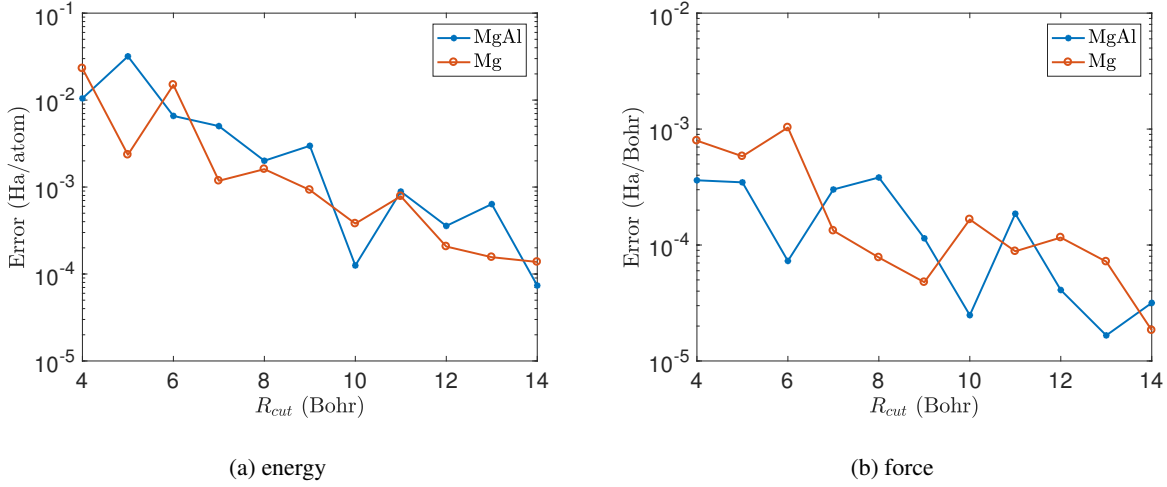 10^-1
10^-2
10^-3
10^-4
10^-5
Error (Ha/atom)
4 6 8 10 12 14
R_cut (Bohr)
MgAl
Mg
(a) energy
10^-2
10^-3
10^-4
10^-5
Error (Ha/Bohr)
4 6 8 10 12 14
R_cut (Bohr)
MgAl
Mg
(b) force